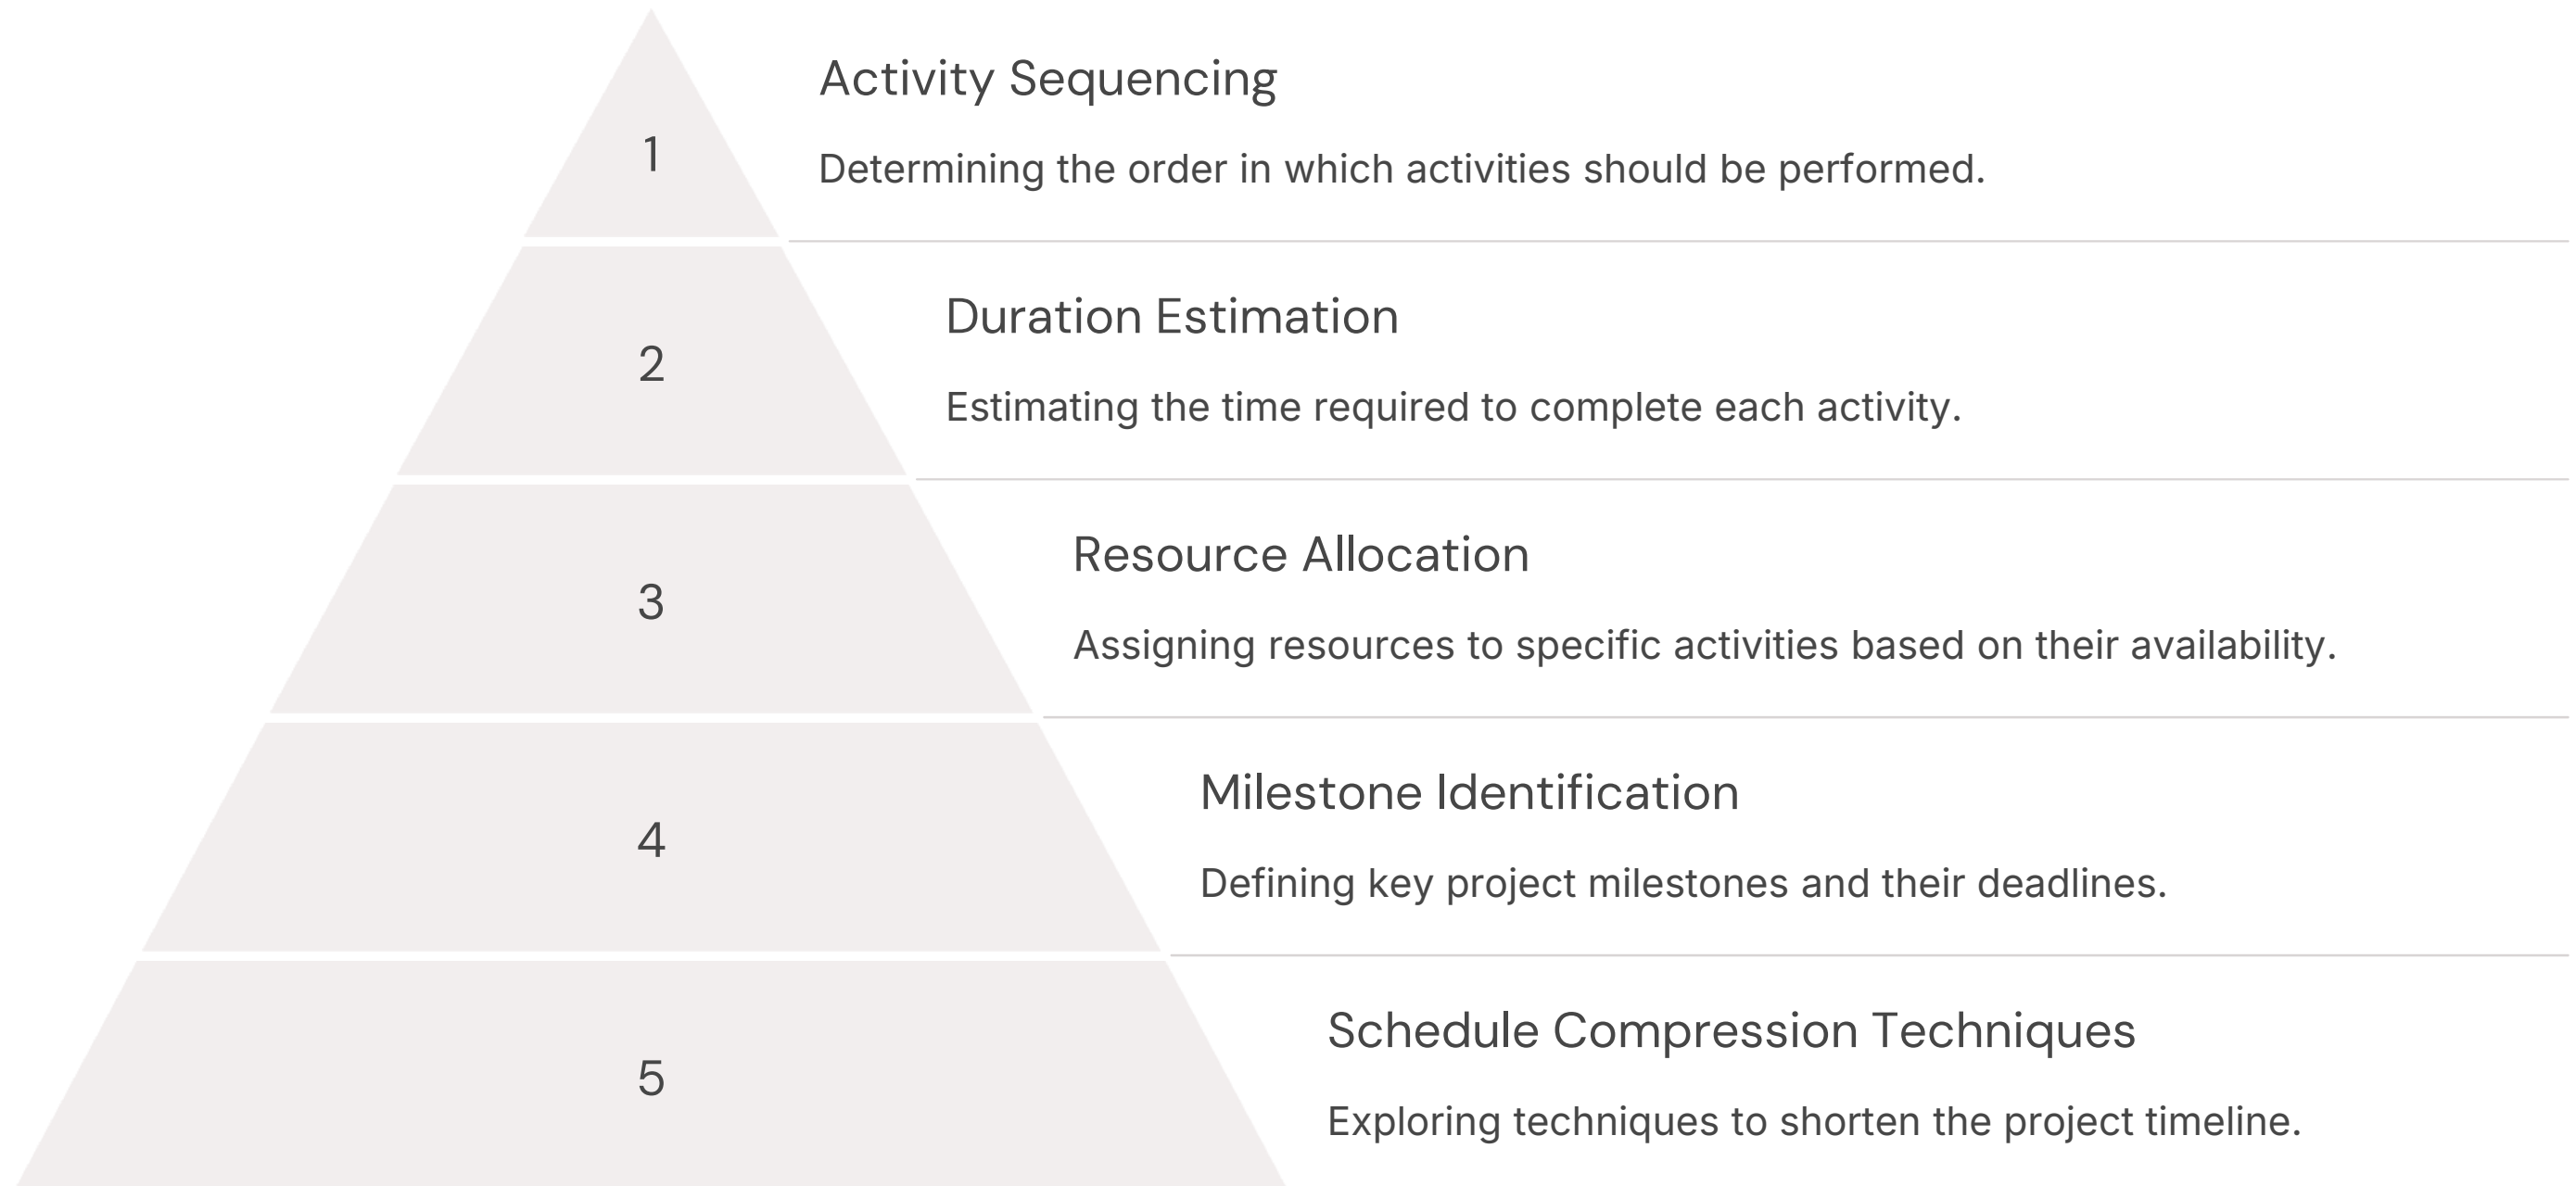 1
Activity Sequencing
Determining the order in which activities should be performed.
2
Duration Estimation
Estimating the time required to complete each activity.
3
Resource Allocation
Assigning resources to specific activities based on their availability.
4
Milestone Identification
Defining key project milestones and their deadlines.
5
Schedule Compression Techniques
Exploring techniques to shorten the project timeline.